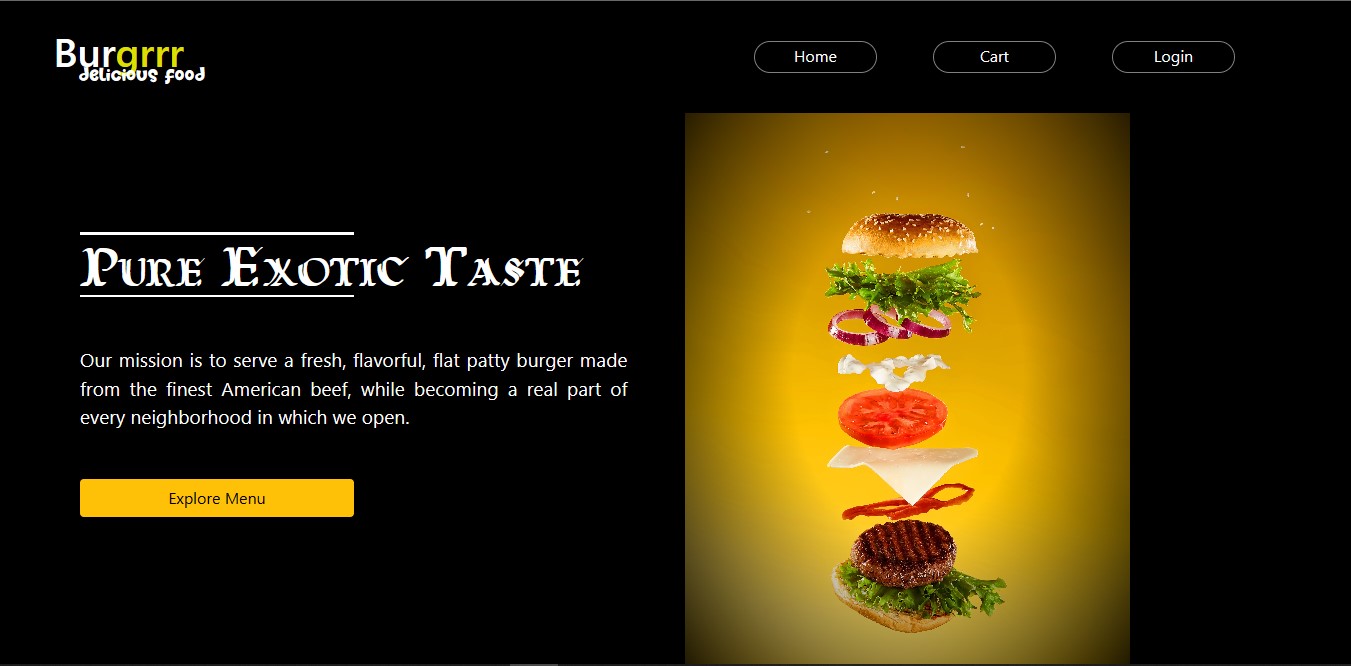 Burgrrr
delicious food
Home
Cart
Login
Pure Exotic Taste
Our mission is to serve a fresh, flavorful, flat patty burger made
from the finest American beef, while becoming a real part of
every neighborhood in which we open.
Explore Menu